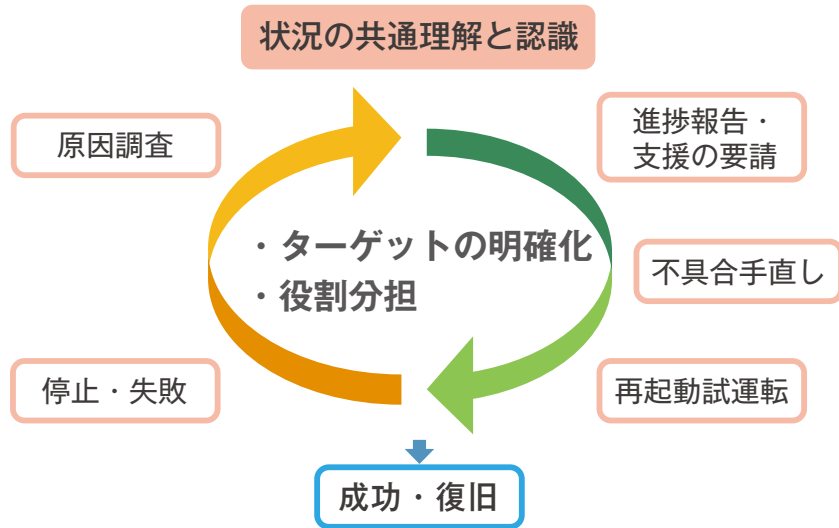 状況の共通理解と認識
原因調査
進捗報告・
支援の要請
・ターゲットの明確化
・役割分担
不具合手直し
停止・失敗
再起動試運転
成功・復旧